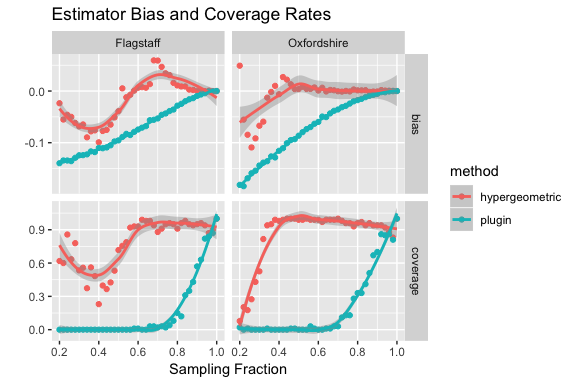 Estimator Bias and Coverage Rates
Flagstaff
Oxfordshire
0.0
-0.1
bias
0.9
0.6
0.3
0.0
coverage
0.2 0.4 0.6 0.8 1.0
0.2 0.4 0.6 0.8 1.0
Sampling Fraction
method
hypergeometric
plugin